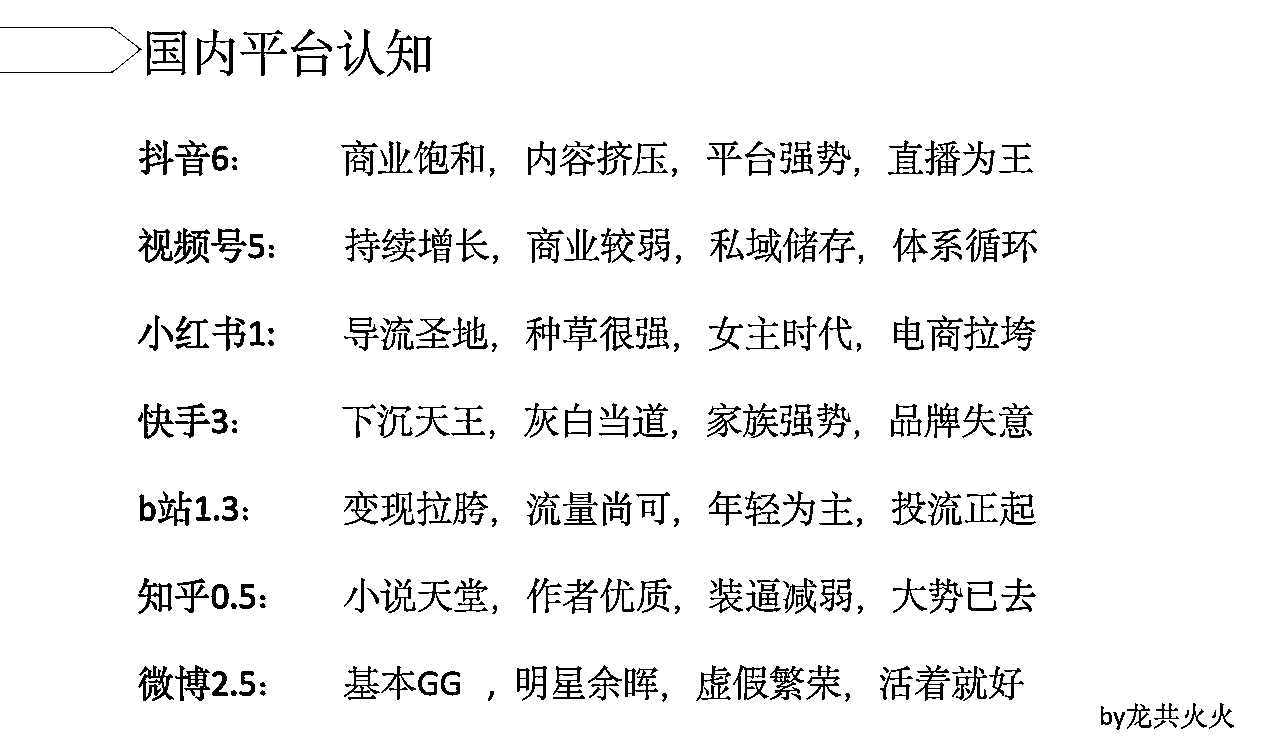 国内平台认知
抖音6： 商业饱和，内容挤压，平台强势，直播为王
视频号5： 持续增长，商业较弱，私域储存，体系循环
小红书1: 导流圣地，种草很强，女主时代，电商拉垮
快手3： 下沉天王，灰白当道，家族强势，品牌失意
b站1.3： 变现拉胯，流量尚可，年轻为主，投流正起
知乎0.5： 小说天堂，作者优质，装逼减弱，大势已去
微博2.5： 基本GG ，明星余晖，虚假繁荣，活着就好
by龙共火火